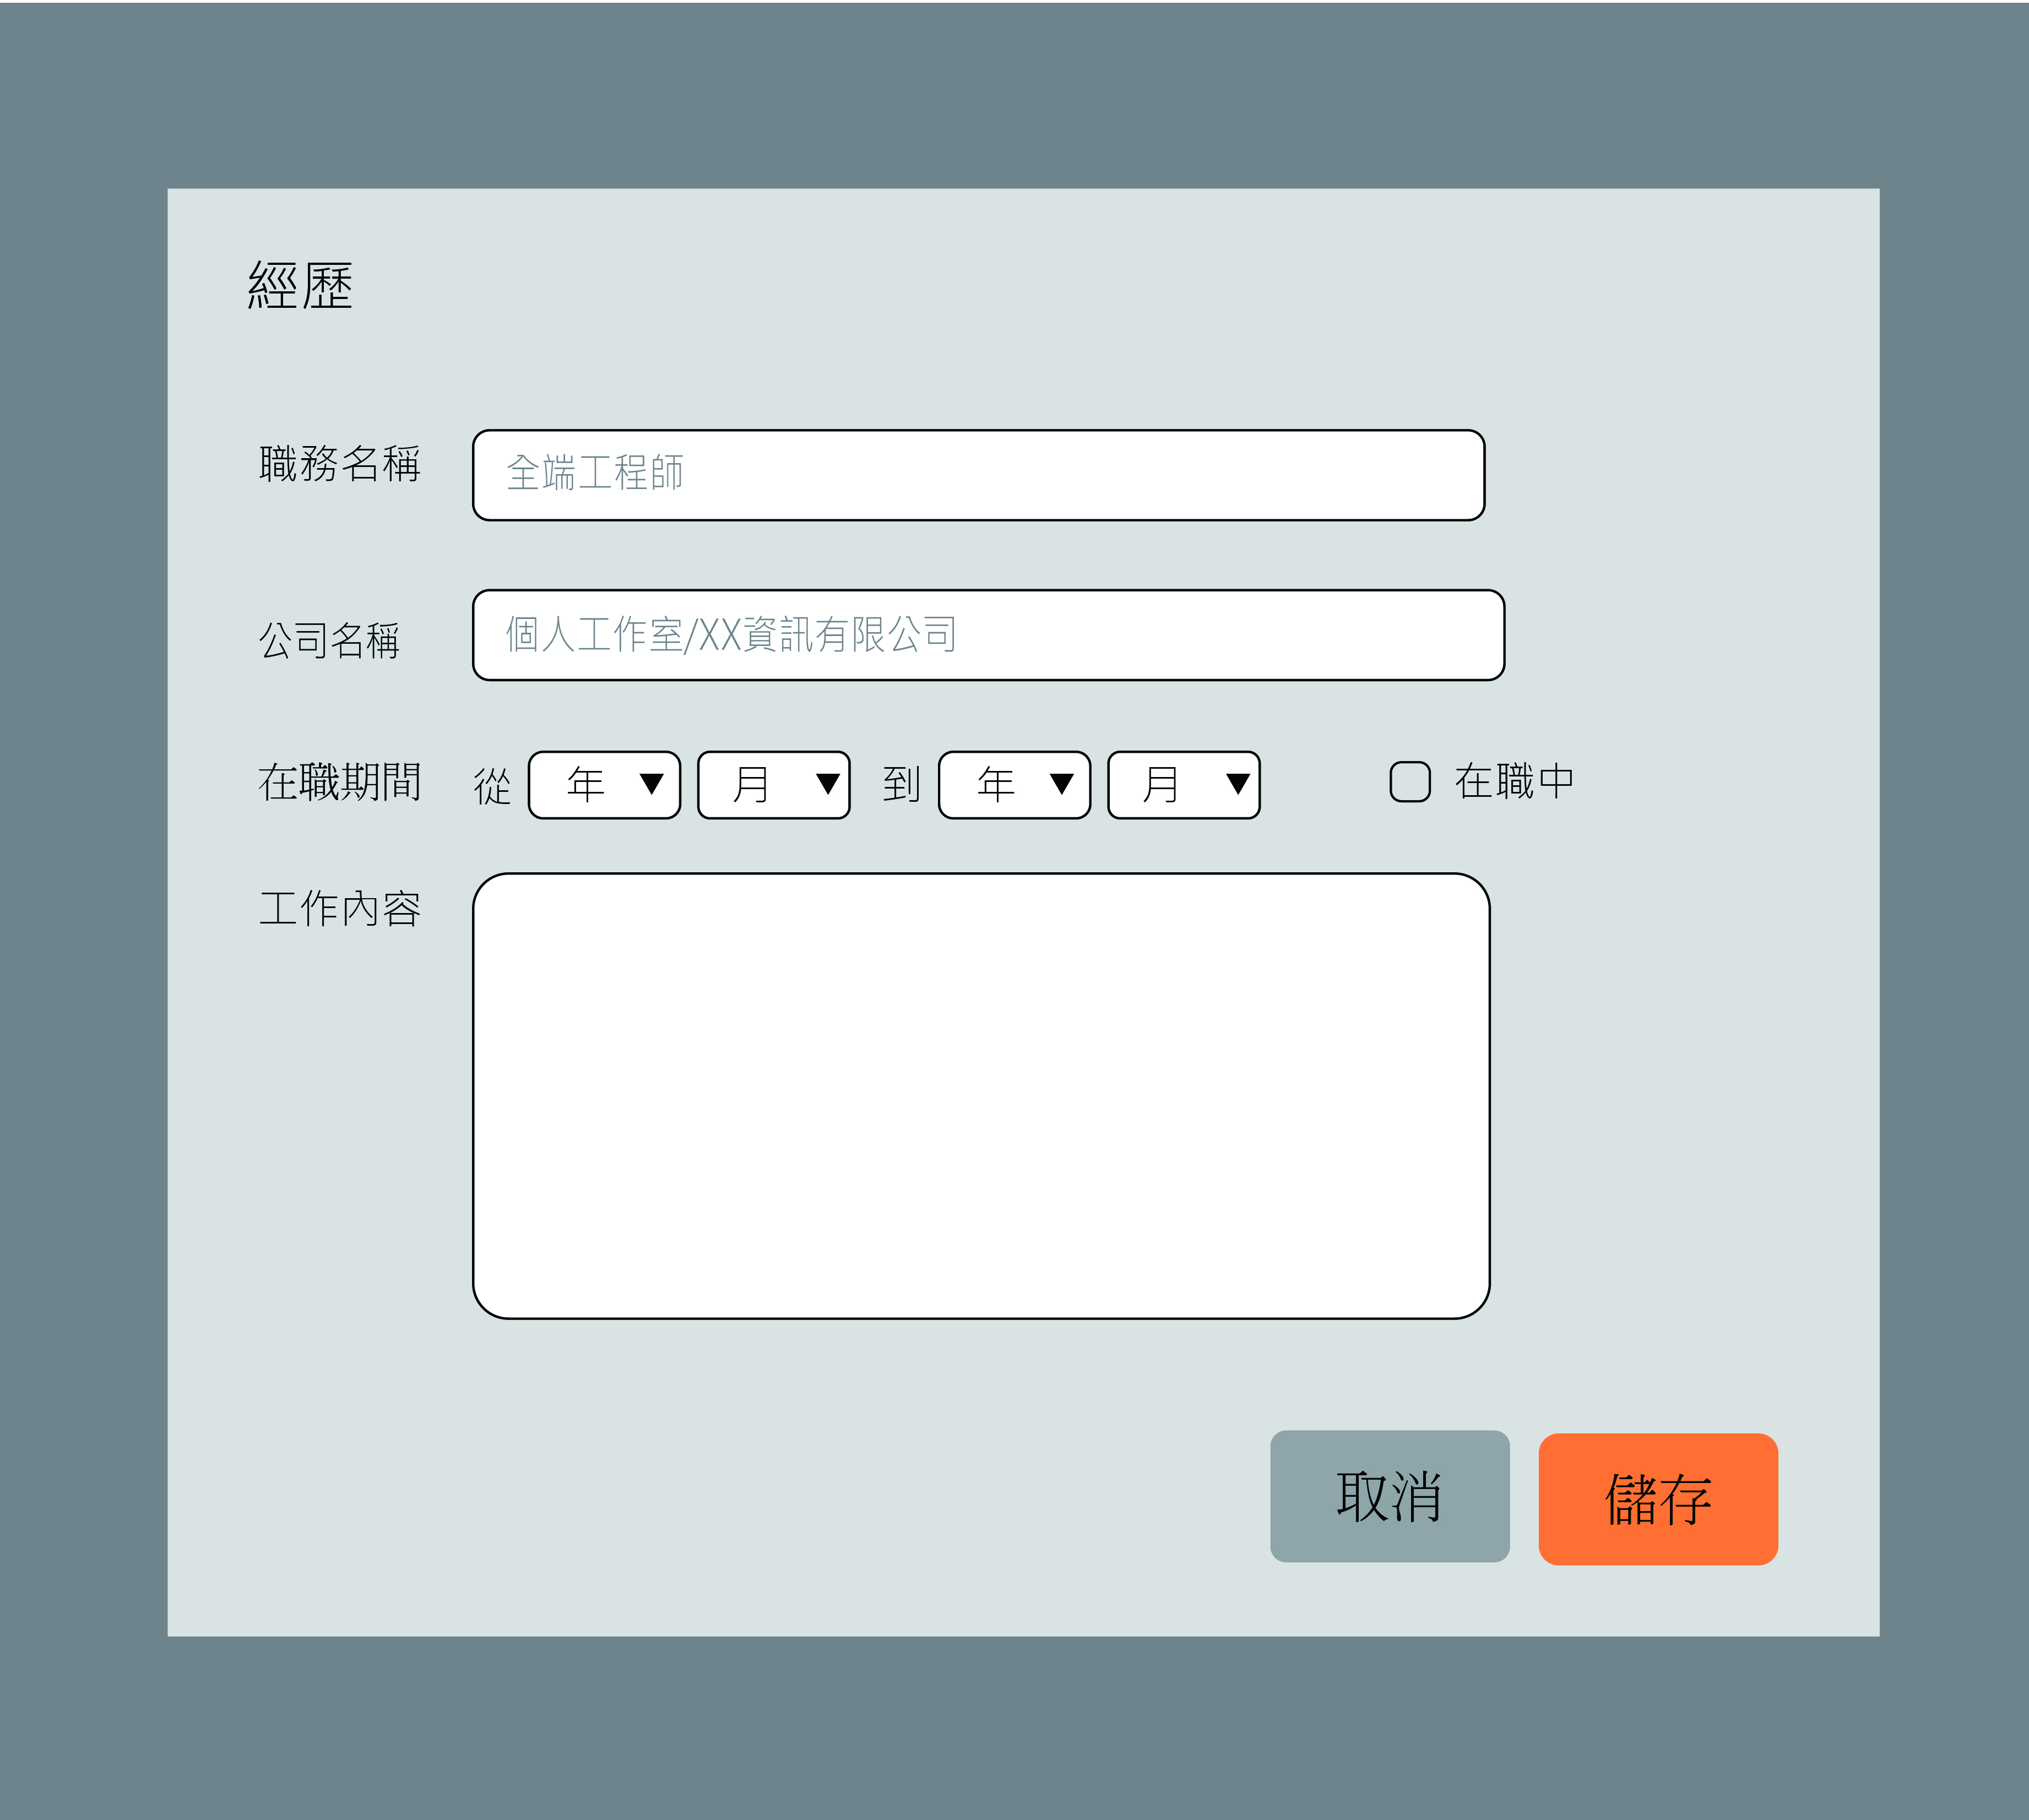 經歷
職務名稱 全端工程師
公司名稱 個人工作室/XX資訊有限公司
在職期間 從 年 月 到 年 月 在職中
工作內容
取消 儲存